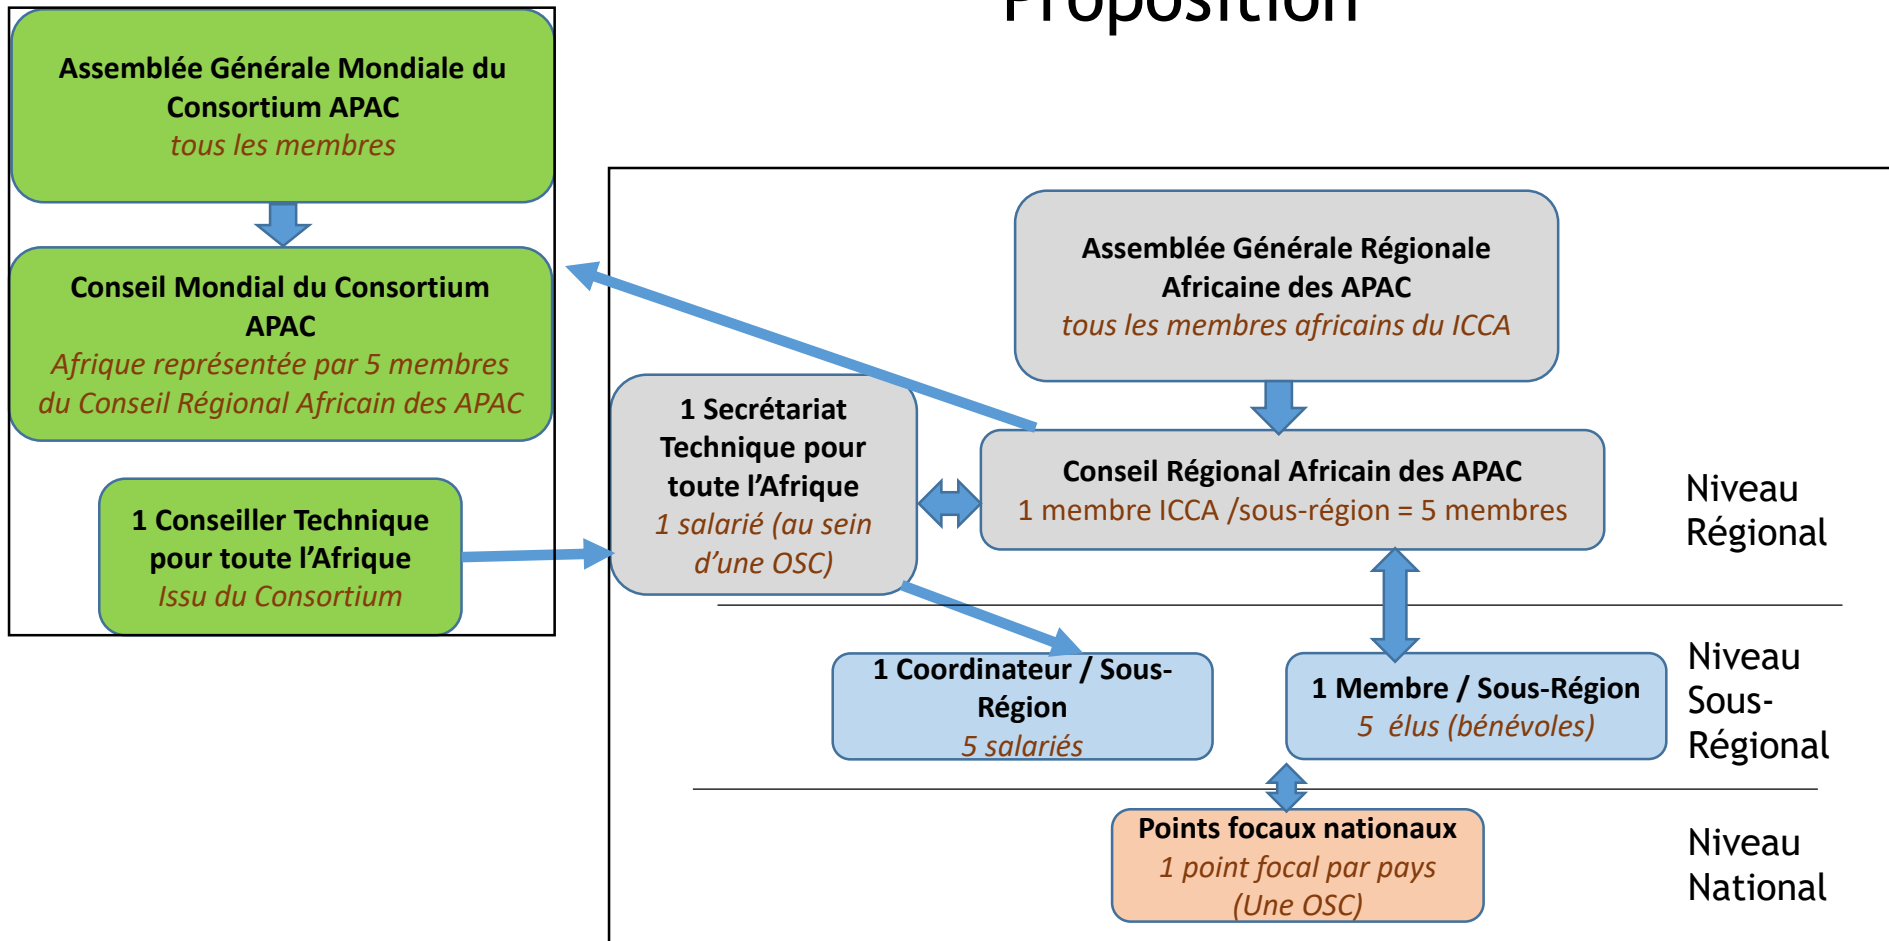 Proposition
Assemblée Générale Mondiale du
Consortium APAC
tous les membres
Conseil Mondial du Consortium
APAC
Afrique représentée par 5 membres
du Conseil Régional Africain des APAC
1 Conseiller Technique
pour toute l’Afrique
Issu du Consortium
Assemblée Générale Régionale
Africaine des APAC
tous les membres africains du ICCA
1 Secrétariat
Technique pour
toute l’Afrique
1 salarié (au sein
d’une OSC)
Conseil Régional Africain des APAC
1 membre ICCA /sous-région = 5 membres
Niveau
Régional
1 Coordinateur / Sous-
Région
5 salariés
1 Membre / Sous-Région
5 élus (bénévoles)
Niveau
Sous-
Régional
Points focaux nationaux
1 point focal par pays
(Une OSC)
Niveau
National